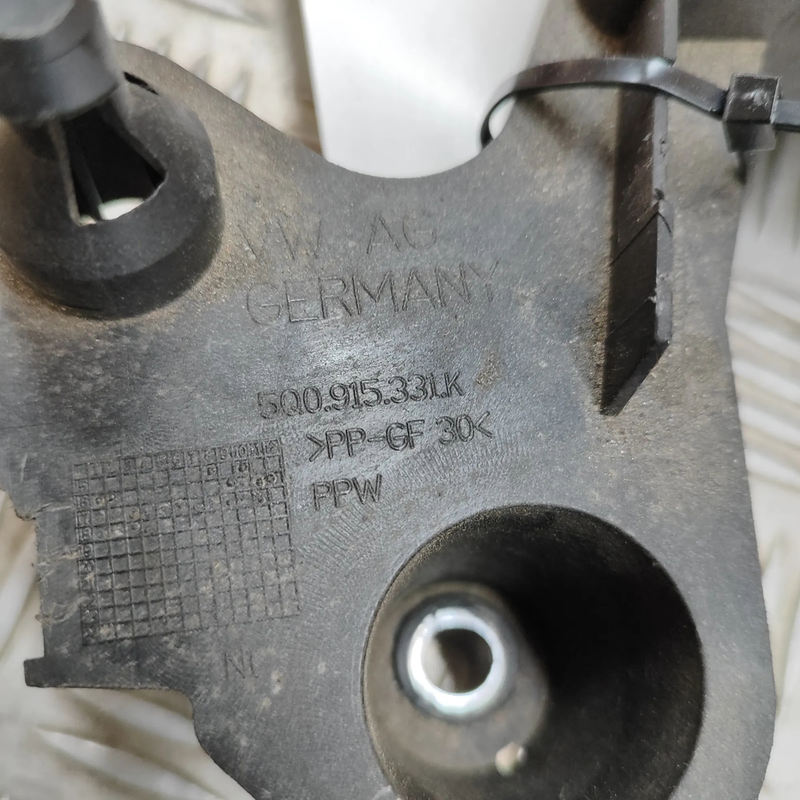 VW AG
GERMANY
5Q0.915.331.K
>PP-GF 30<
PPW